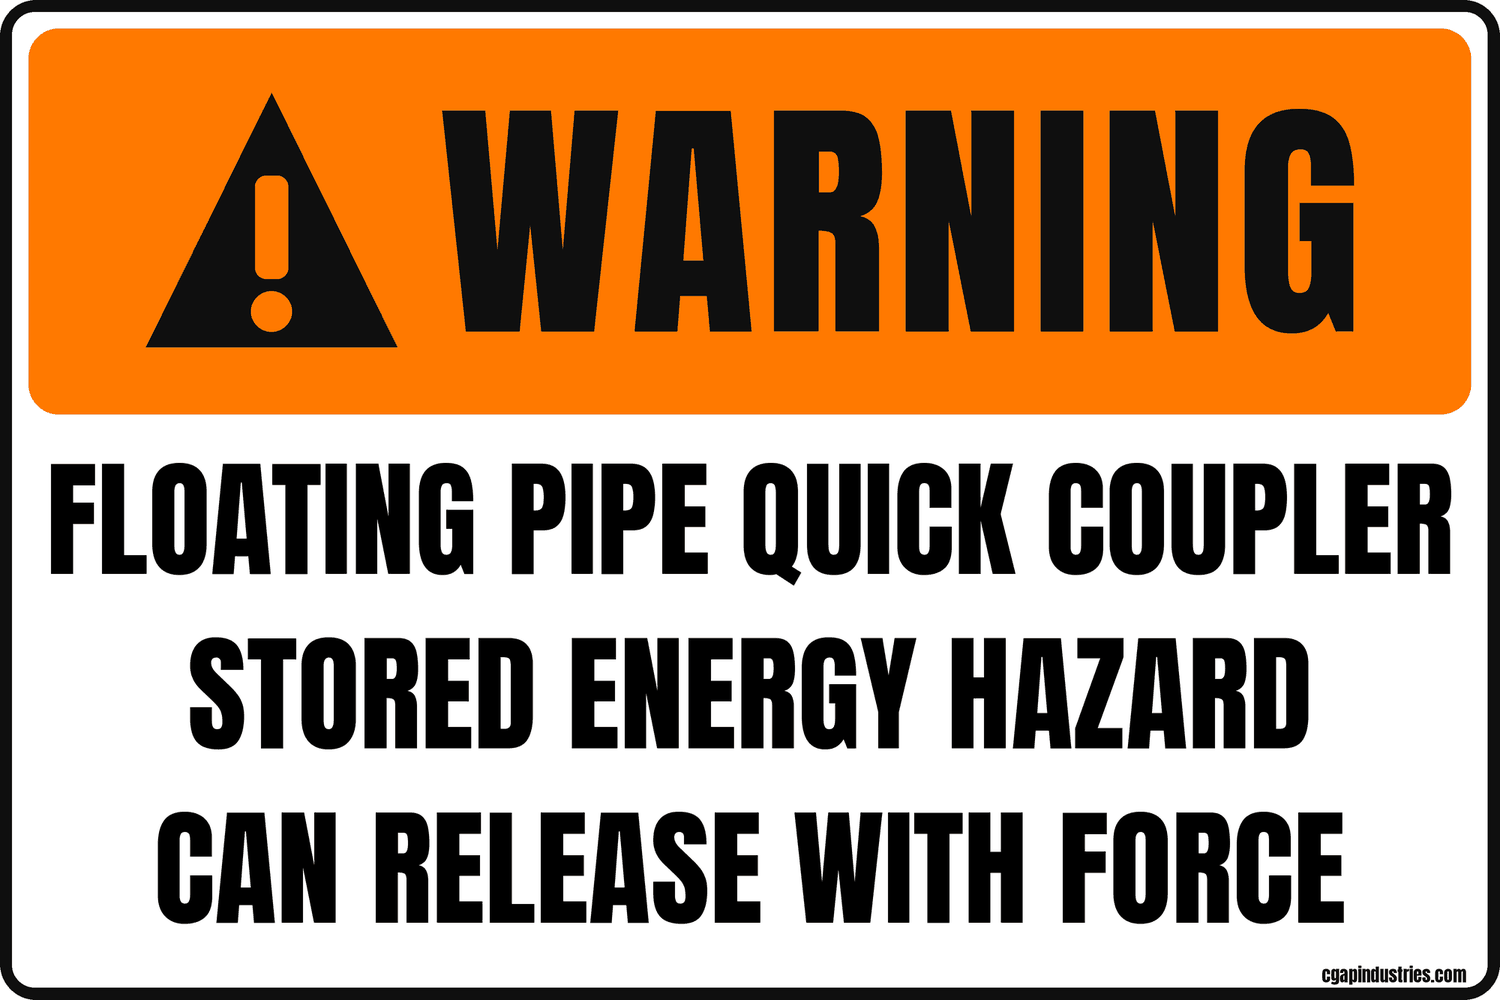 WARNING
FLOATING PIPE QUICK COUPLER
STORED ENERGY HAZARD
CAN RELEASE WITH FORCE
cgapindustries.com